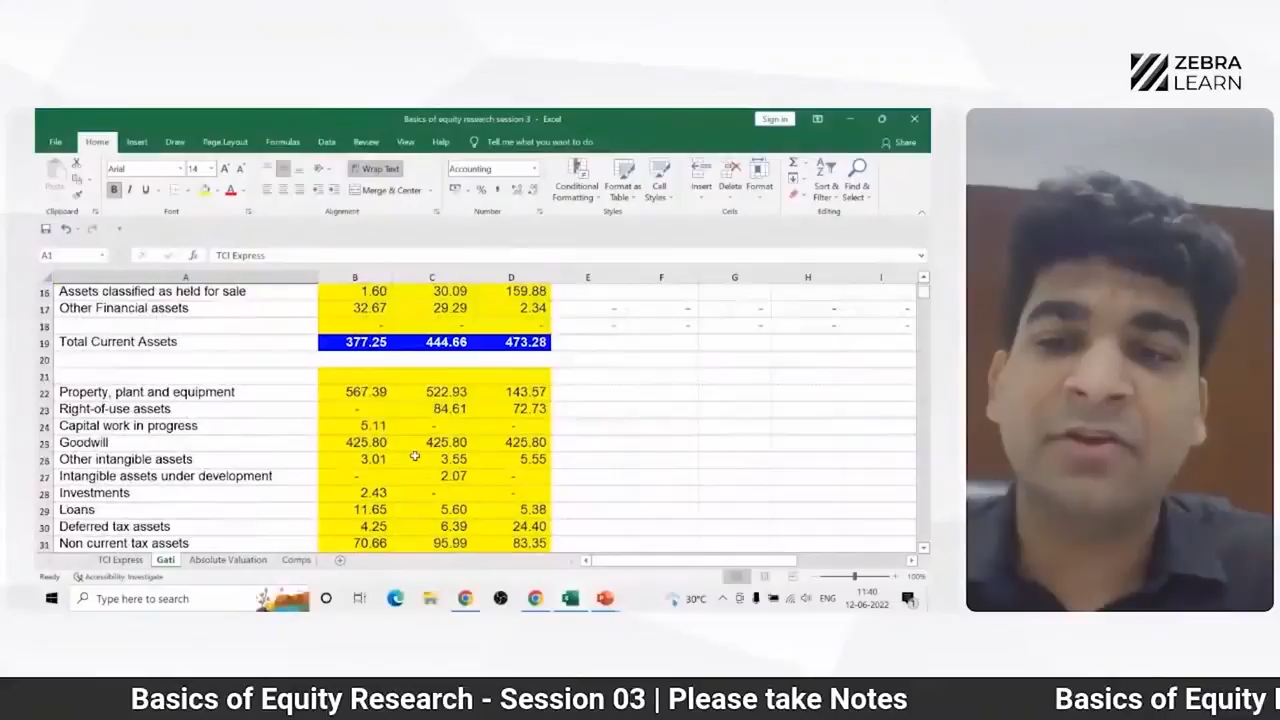 ZEBRA
LEARN
Basics of equity research session 3 - Excel
Sign in
File Home Insert Draw Page Layout Formulas Data Review View Help Tell me what you want to do
Share
Paste
Arial 14
B I U
Wrap Text
Merge & Center
Accounting
Conditional Formatting
Format as Table
Cell Styles
Insert Delete Format
Sort & Filter
Find & Select
Clipboard Font Alignment Number Styles Cells Editing
A1 fx TCI Express
A B C D E F G H I
16 Assets classified as held for sale 1.60 30.09 159.88
17 Other Financial assets 32.67 29.29 2.34 - - - - -
18 - - - - - - - -
19 Total Current Assets 377.25 444.66 473.28
20
21
22 Property, plant and equipment 567.39 522.93 143.57
23 Right-of-use assets - 84.61 72.73
24 Capital work in progress 5.11 - -
25 Goodwill 425.80 425.80 425.80
26 Other intangible assets 3.01 3.55 5.55
27 Intangible assets under development - 2.07 -
28 Investments 2.43 - -
29 Loans 11.65 5.60 5.38
30 Deferred tax assets 4.25 6.39 24.40
31 Non current tax assets 70.66 95.99 83.35
TCI Express Gati Absolute Valuation Comps
Ready Accessibility: Investigate 100%
Type here to search
30°C
ENG
11:40
12-06-2022
Basics of Equity Research - Session 03 | Please take Notes Basics of Equity